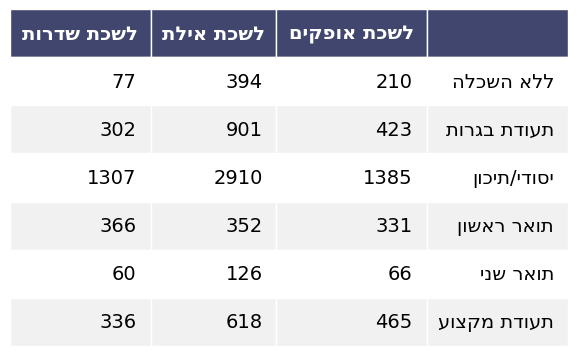 לשכת אופקים לשכת אילת לשכת שדרות
ללא השכלה 210 394 77
תעודת בגרות 423 901 302
יסודי/תיכון 1385 2910 1307
תואר ראשון 331 352 366
תואר שני 66 126 60
תעודת מקצוע 465 618 336